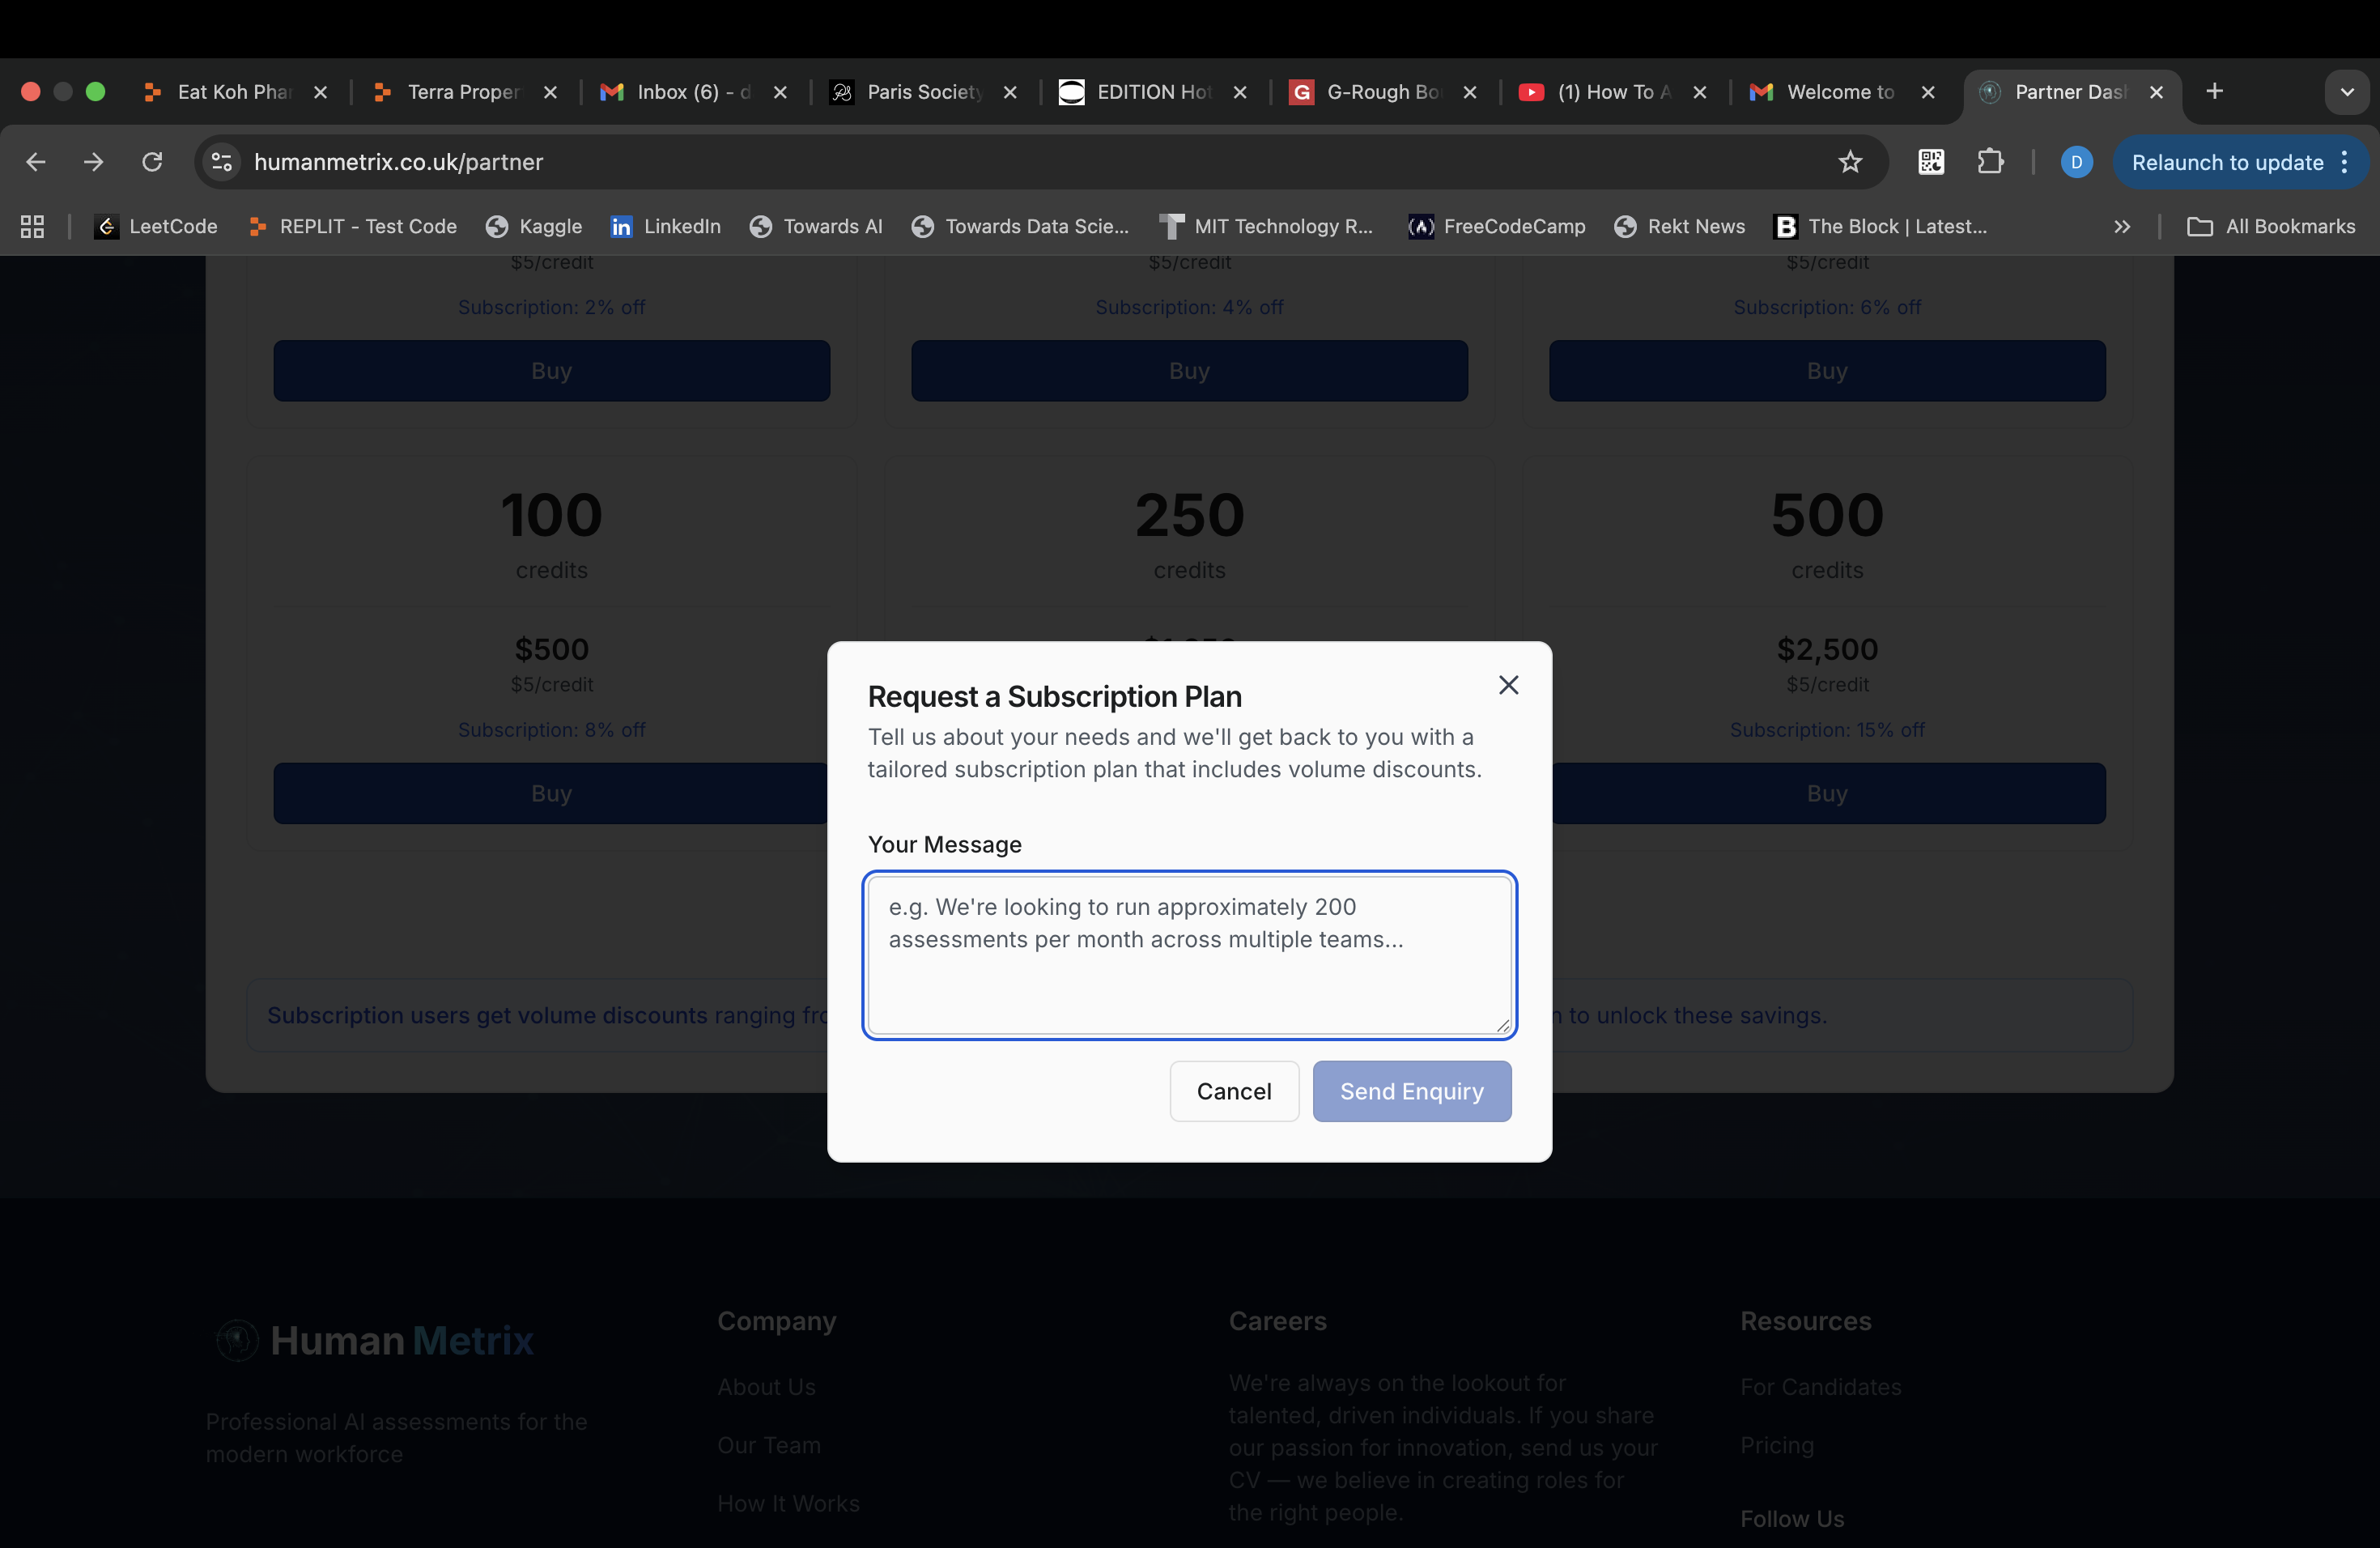 Eat Koh Phan
Terra Proper
Inbox (6) - d
Paris Society
EDITION Hot
G-Rough Bo
(1) How To A
Welcome to
Partner Dash
humanmetrix.co.uk/partner
D
Relaunch to update
LeetCode
REPLIT - Test Code
Kaggle
LinkedIn
Towards AI
Towards Data Scie...
MIT Technology R...
FreeCodeCamp
Rekt News
The Block | Latest...
All Bookmarks
$5/credit
$5/credit
$5/credit
Subscription: 2% off
Subscription: 4% off
Subscription: 6% off
Buy
Buy
Buy
100
credits
$500
$5/credit
Subscription: 8% off
Buy
250
credits
500
credits
$2,500
$5/credit
Subscription: 15% off
Buy
Request a Subscription Plan
Tell us about your needs and we'll get back to you with a
tailored subscription plan that includes volume discounts.
Your Message
e.g. We're looking to run approximately 200
assessments per month across multiple teams...
Cancel
Send Enquiry
Subscription users get volume discounts ranging
to unlock these savings.
Human Metrix
Professional AI assessments for the
modern workforce
Company
About Us
Our Team
How It Works
Careers
We're always on the lookout for
talented, driven individuals. If you share
our passion for innovation, send us your
CV — we believe in creating roles for
the right people.
Resources
For Candidates
Pricing
Follow Us